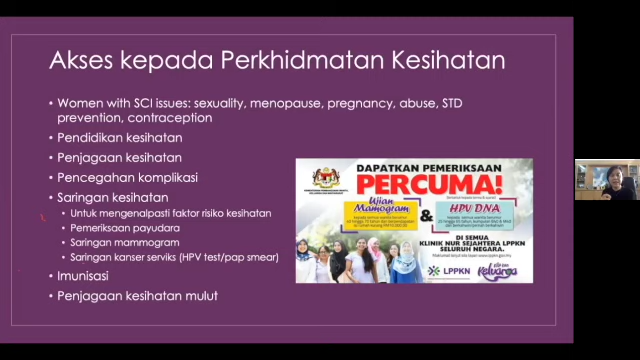 Akses kepada Perkhidmatan Kesihatan
Women with SCI issues: sexuality, menopause, pregnancy, abuse, STD
prevention, contraception
Pendidikan kesihatan
Penjagaan kesihatan
Pencegahan komplikasi
Saringan kesihatan
Untuk mengenalpasti faktor risiko kesihatan
Pemeriksaan payudara
Saringan mammogram
Saringan kanser serviks (HPV test/pap smear)
Imunisasi
Penjagaan kesihatan mulut
DAPATKAN PEMERIKSAAN
PERCUMA!
Ujian
Mamogram
&
HPV DNA
DI SEMUA
KLINIK NUR SEJAHTERA LPPKN
SELURUH NEGARA.
LPPKN
Keluarga